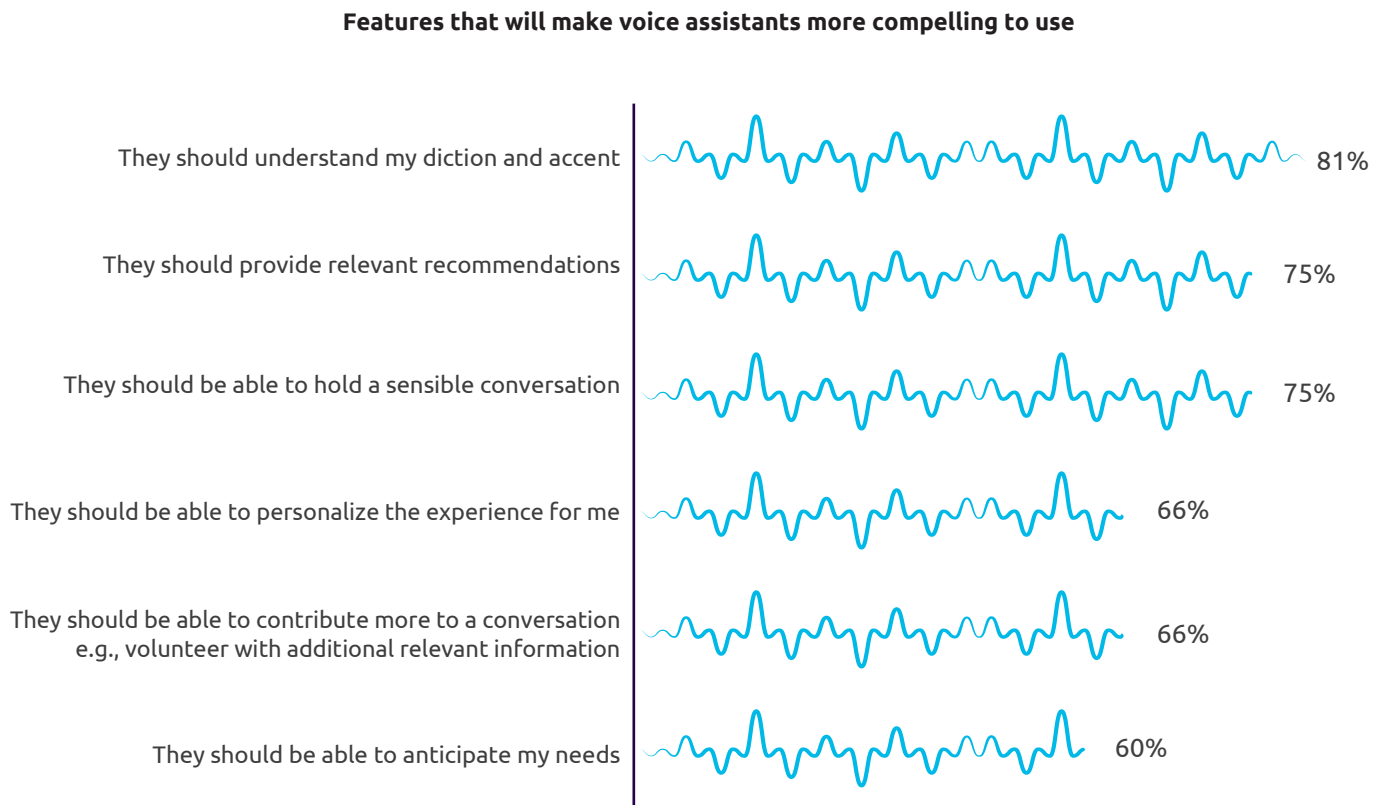 Features that will make voice assistants more compelling to use
They should understand my diction and accent
81%
They should provide relevant recommendations
75%
They should be able to hold a sensible conversation
75%
They should be able to personalize the experience for me
66%
They should be able to contribute more to a conversation
e.g., volunteer with additional relevant information
66%
They should be able to anticipate my needs
60%